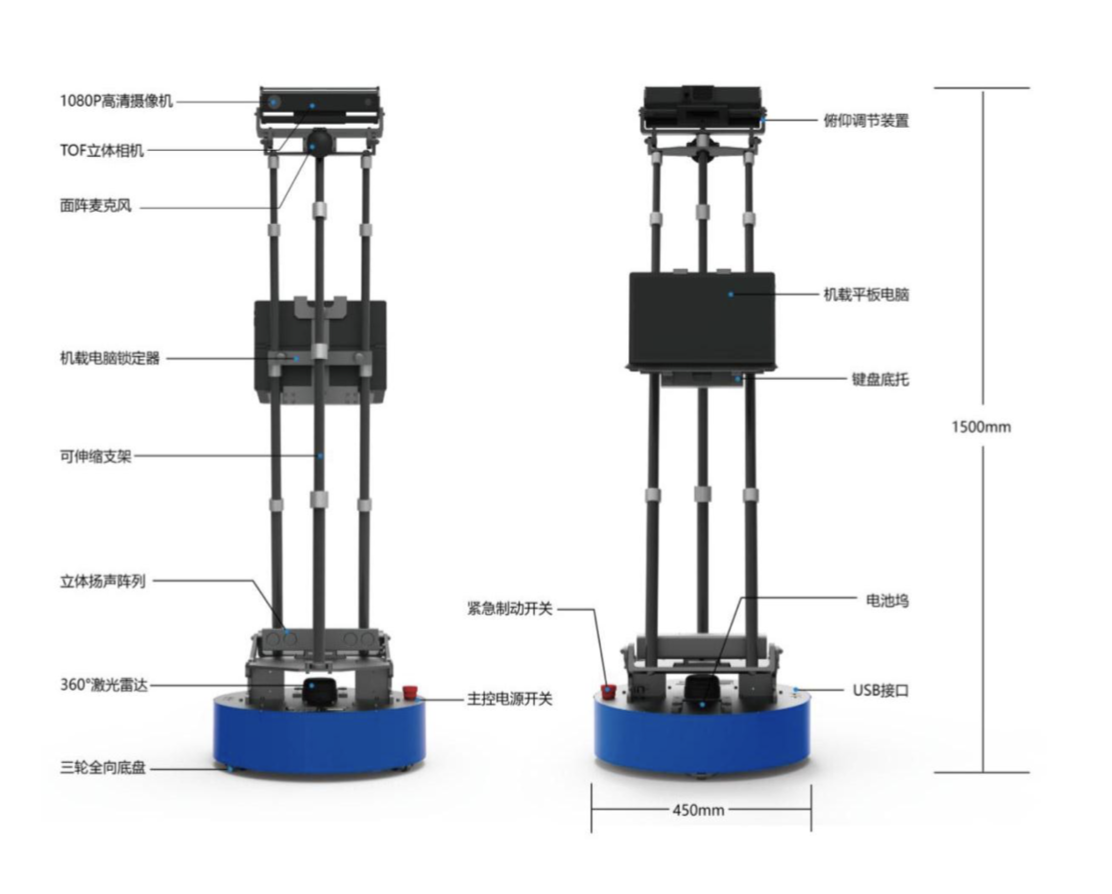 1080P高清摄像机
TOF立体相机
面阵麦克风
机载电脑锁定器
可伸缩支架
立体扬声阵列
360°激光雷达
三轮全向底盘
主控电源开关
紧急制动开关
俯仰调节装置
机载平板电脑
键盘底托
电池坞
USB接口
1500mm
450mm